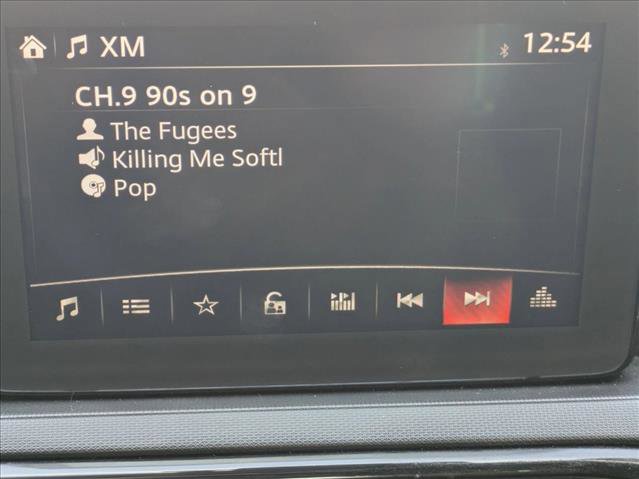 XM
12:54
CH.9 90s on 9
The Fugees
Killing Me Softl
Pop